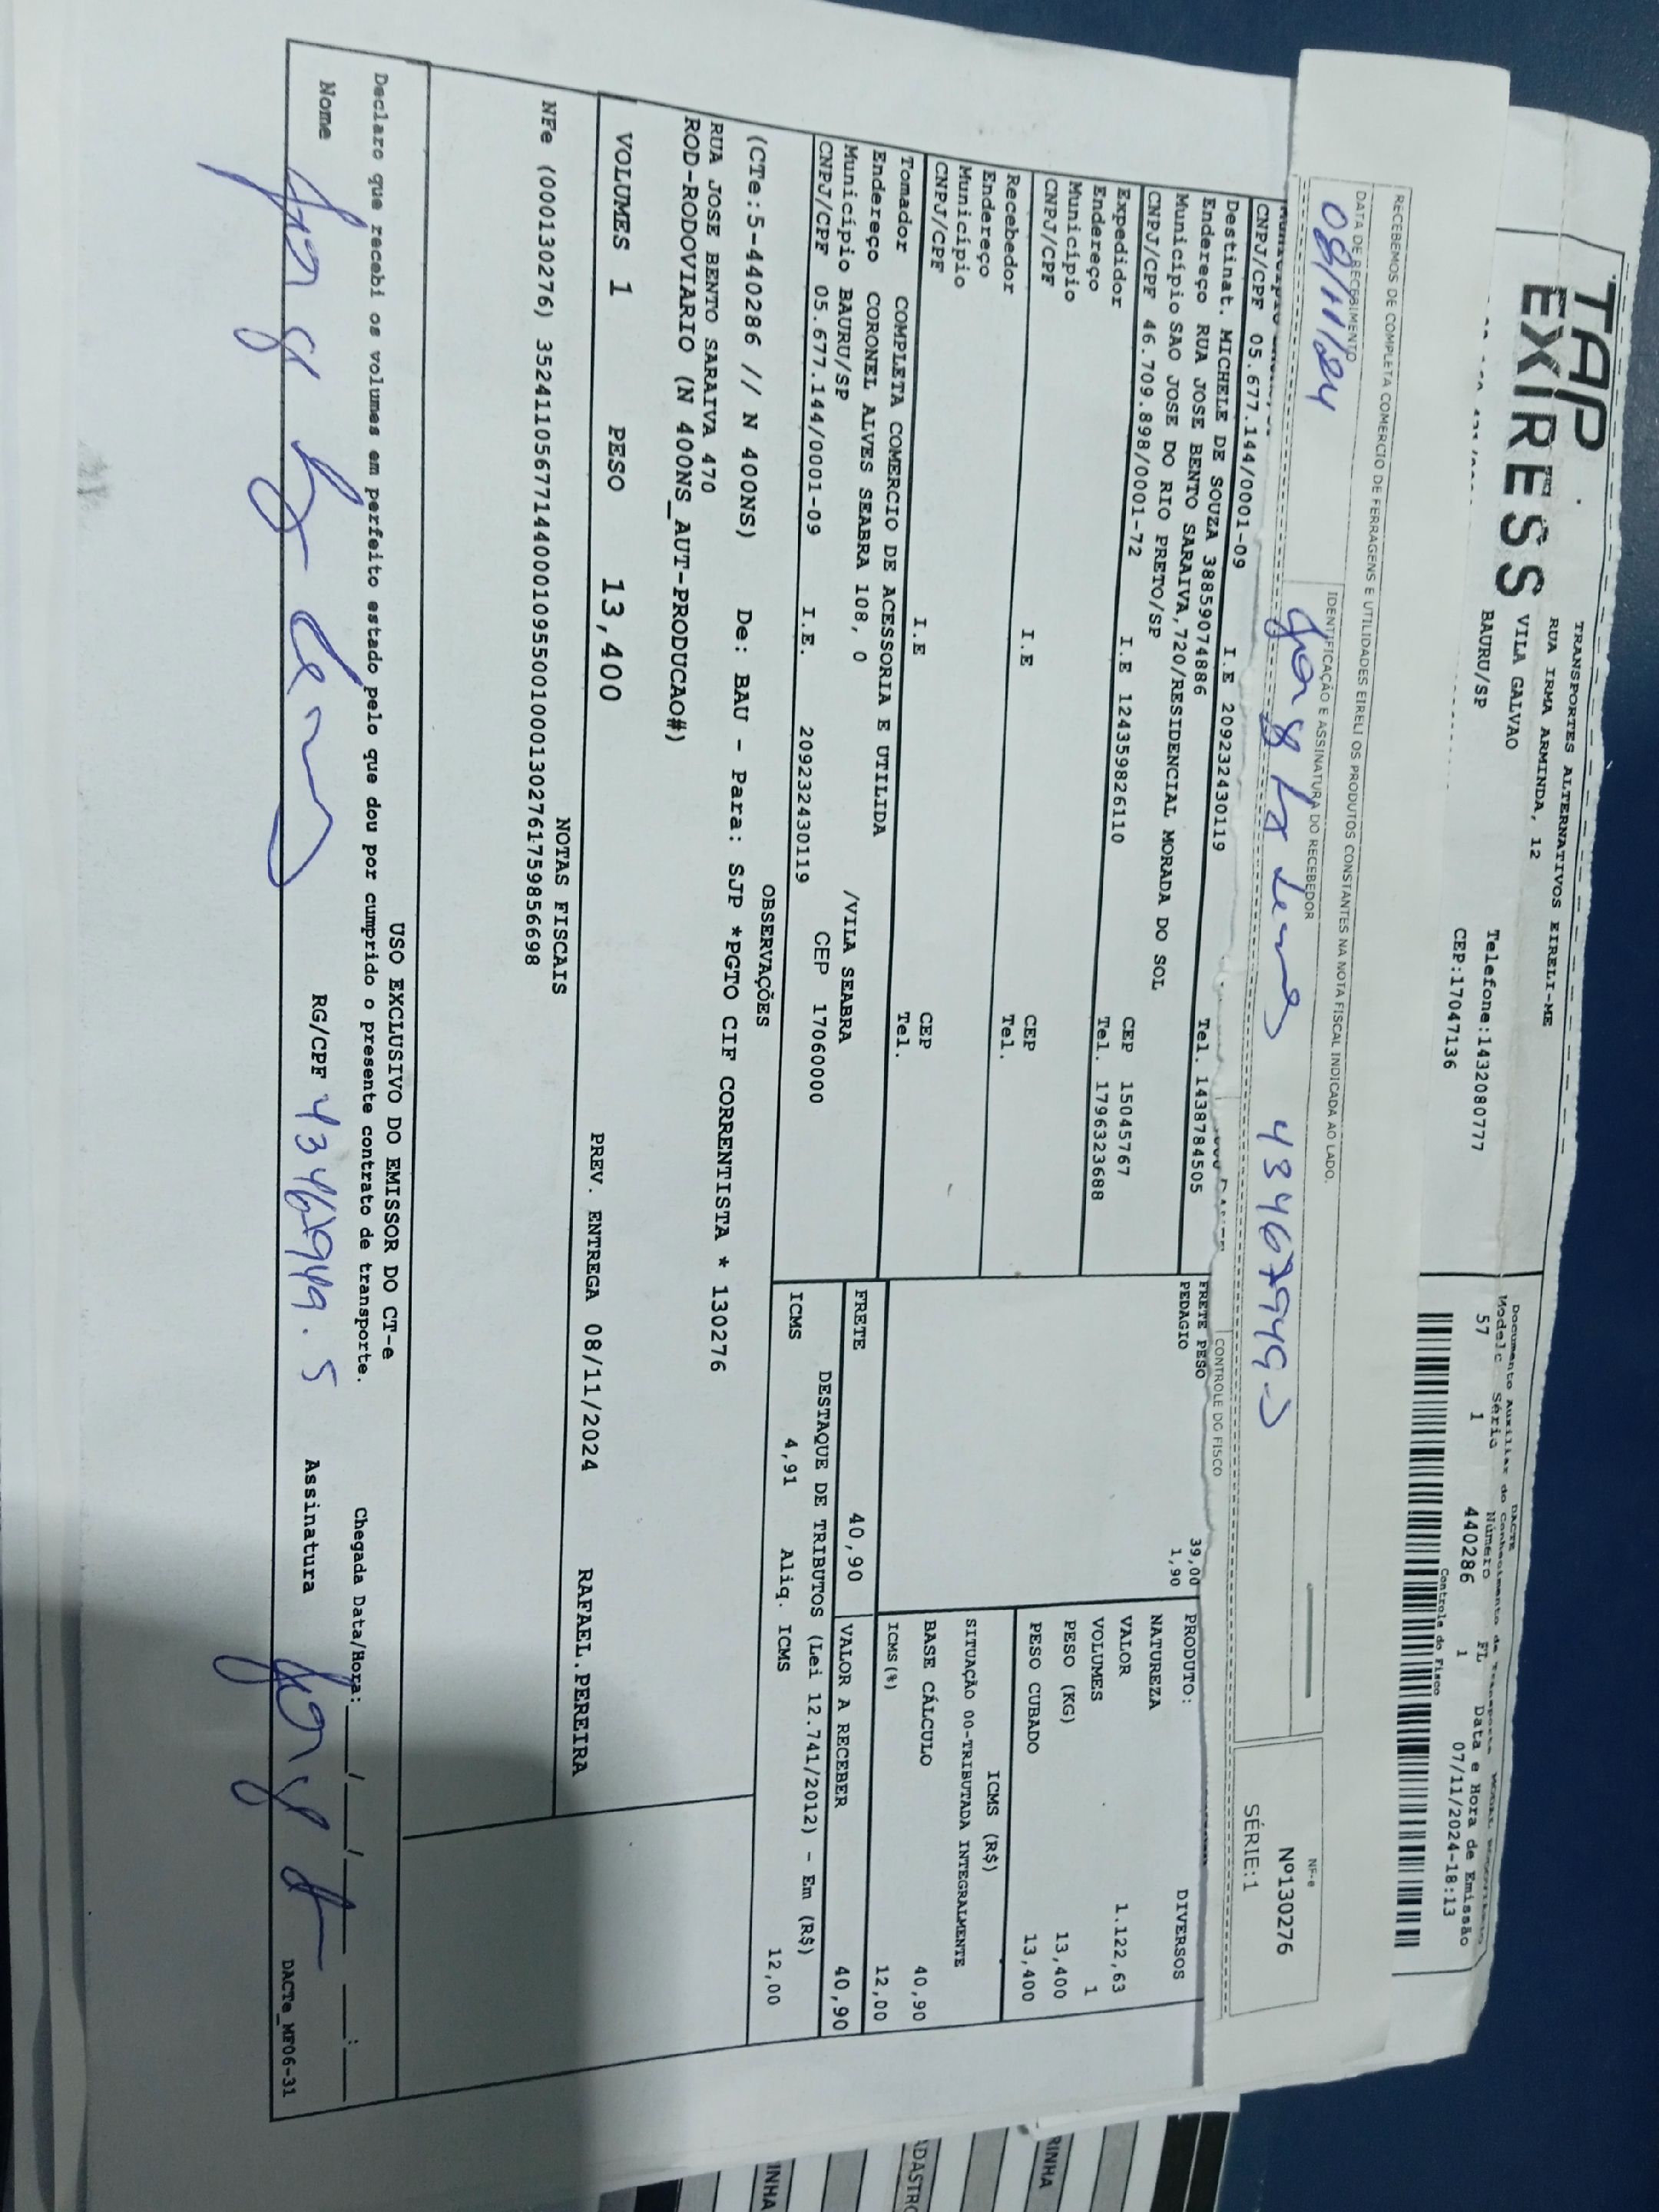 TAP
EXPRESS
TRANSPORTES ALTERNATIVOS EIRELI-ME
RUA IRMA ARMINDA, 12
VILA GALVAO
BAURU/SP
Telefone:1432080777
CEP:17047136
DACTE
Documento Auxiliar do Conhecimento de Transporte
Modelo Série Número FL Data e Hora de Emissão
57 1 440286 1 07/11/2024-18:13
Controle do Fisco
RECEBEMOS DE COMPLETA COMERCIO DE FERRAGENS E UTILIDADES EIRELI OS PRODUTOS CONSTANTES NA NOTA FISCAL INDICADA AO LADO.
DATA DE RECEBIMENTO
08/11/24
IDENTIFICAÇÃO E ASSINATURA DO RECEBEDOR
NF-e
Nº130276
SÉRIE:1
CONTROLE DO FISCO
CNPJ/CPF 05.677.144/0001-09 I.E 209232430119 Tel. 1438784505
Destinat. MICHELE DE SOUZA 38859074886
Endereço RUA JOSE BENTO SARAIVA,720/RESIDENCIAL MORADA DO SOL
Município SAO JOSE DO RIO PRETO/SP CEP 15045767
CNPJ/CPF 46.709.898/0001-72 I.E 124359826110 Tel. 1796323688
Expedidor
Endereço
Município CEP
CNPJ/CPF I.E Tel.
Recebedor
Endereço
Município CEP
CNPJ/CPF I.E Tel.
Tomador COMPLETA COMERCIO DE ACESSORIA E UTILIDA
Endereço CORONEL ALVES SEABRA 108, 0 /VILA SEABRA
Município BAURU/SP CEP 17060000
CNPJ/CPF 05.677.144/0001-09 I.E. 209232430119
FRETE PESO 39,00
PEDAGIO 1,90
PRODUTO: DIVERSOS
NATUREZA
VALOR 1.122,63
VOLUMES 1
PESO (KG) 13,400
PESO CUBADO 13,400
ICMS (R$)
SITUAÇÃO 00-TRIBUTADA INTEGRALMENTE
BASE CÁLCULO 40,90
ICMS(%) 12,00
FRETE 40,90 VALOR A RECEBER 40,90
DESTAQUE DE TRIBUTOS (Lei 12.741/2012) - Em (R$)
ICMS 4,91 Aliq. ICMS 12,00
OBSERVAÇÕES
(CTe:5-440286 // N 400NS) De: BAU - Para: SJP *PGTO CIF CORRENTISTA * 130276
RUA JOSE BENTO SARAIVA 470
ROD-RODOVIARIO (N 400NS_AUT-PRODUCAO#)
VOLUMES 1 PESO 13,400 PREV. ENTREGA 08/11/2024 RAFAEL.PEREIRA
NOTAS FISCAIS
NFe (000130276) 35241105677144000109550010001302761759856698
USO EXCLUSIVO DO EMISSOR DO CT-e
Declaro que recebi os volumes em perfeito estado pelo que dou por cumprido o presente contrato de transporte. Chegada Data/Hora: __/__/__ __:__
Nome RG/CPF 43467949.5 Assinatura
DACTe_MF06-31
RINHA
ADASTRO
INHA